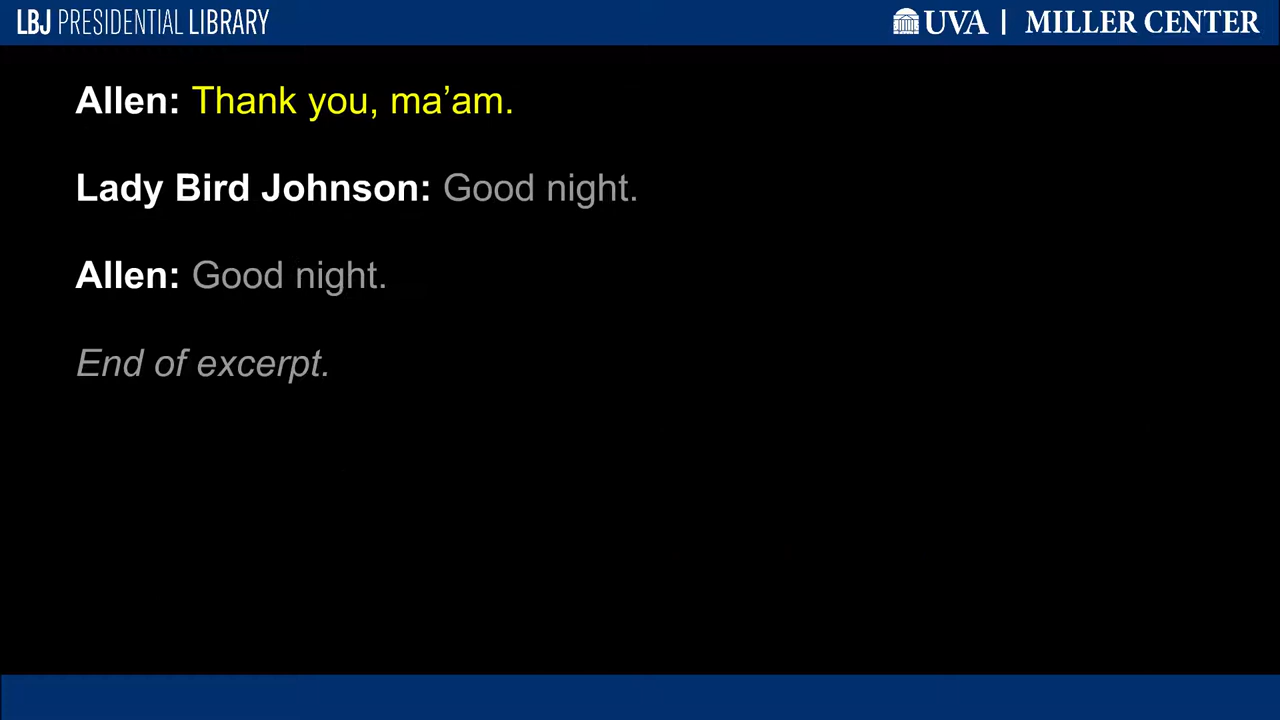 LBJ PRESIDENTIAL LIBRARY
UVA | MILLER CENTER
Allen: Thank you, ma’am.
Lady Bird Johnson: Good night.
Allen: Good night.
End of excerpt.